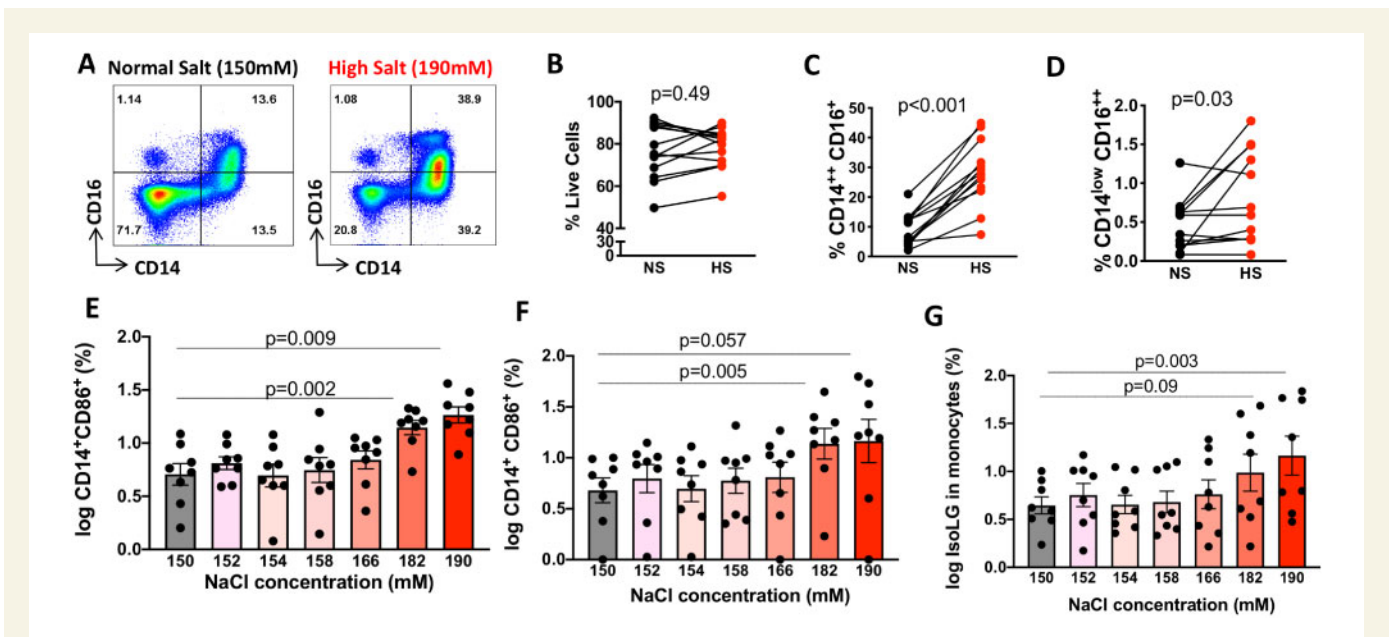 A
Normal Salt (150mM)
High Salt (190mM)
1.14
13.6
71.7
13.5
CD16
CD14
1.08
38.9
20.8
39.2
CD16
CD14
B
p=0.49
% Live Cells
100
80
60
30
0
NS
HS
C
p<0.001
% CD14++ CD16+
50
40
30
20
10
0
NS
HS
D
p=0.03
% CD14low CD16++
2.0
1.5
1.0
0.5
0.0
NS
HS
E
p=0.009
p=0.002
log CD14+CD86+ (%)
2.0
1.5
1.0
0.5
0.0
150 152 154 158 166 182 190
NaCl concentration (mM)
F
p=0.057
p=0.005
log CD14+ CD86+ (%)
2.0
1.5
1.0
0.5
0.0
150 152 154 158 166 182 190
NaCl concentration (mM)
G
p=0.003
p=0.09
log IsoLG in monocytes (%)
2.0
1.5
1.0
0.5
0.0
150 152 154 158 166 182 190
NaCl concentration (mM)